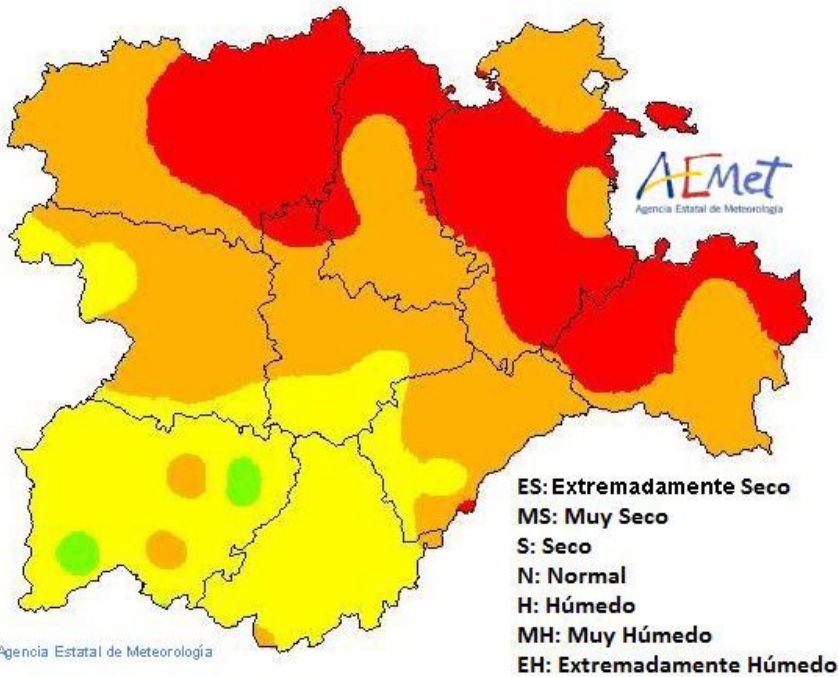 AEMet
Agencia Estatal de Meteorología
ES: Extremadamente Seco
MS: Muy Seco
S: Seco
N: Normal
H: Húmedo
MH: Muy Húmedo
EH: Extremadamente Húmedo
Agencia Estatal de Meteorología